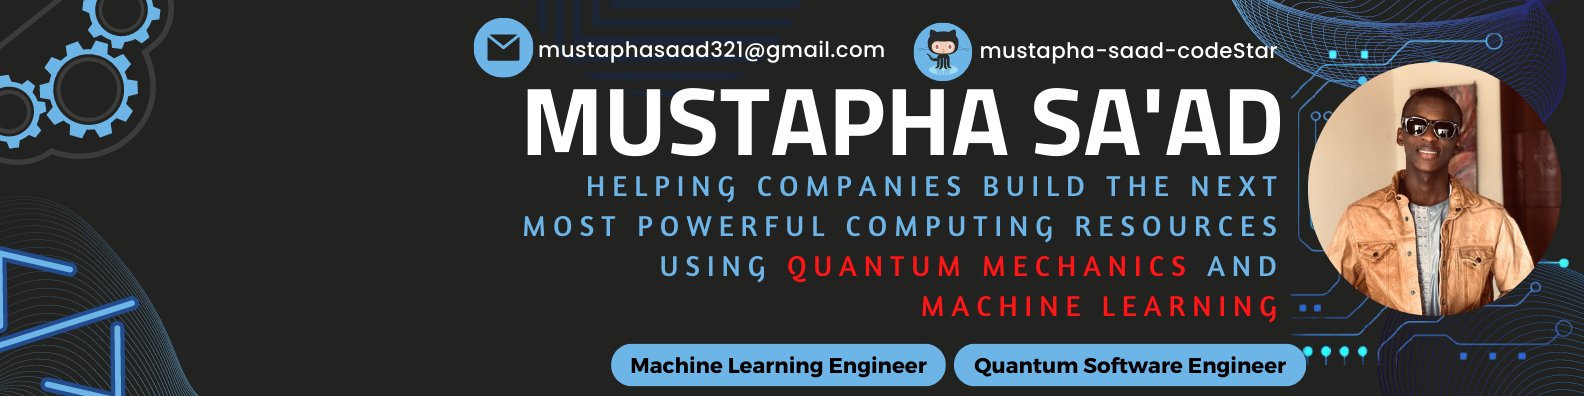 mustaphasaad321@gmail.com mustapha-saad-codeStar
MUSTAPHA SA'AD
HELPING COMPANIES BUILD THE NEXT
MOST POWERFUL COMPUTING RESOURCES
USING QUANTUM MECHANICS AND
MACHINE LEARNING
Machine Learning Engineer Quantum Software Engineer